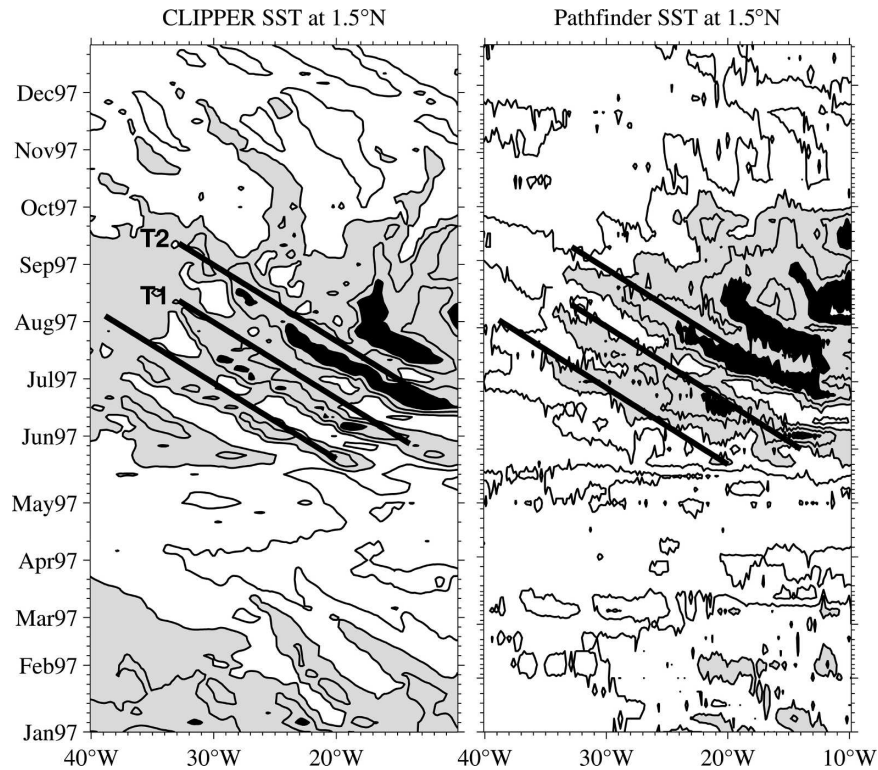 CLIPPER SST at 1.5°N
Pathfinder SST at 1.5°N
Dec97
Nov97
Oct97
T2
Sep97
T1
Aug97
Jul97
Jun97
May97
Apr97
Mar97
Feb97
Jan97
40°W 30°W 20°W
40°W 30°W 20°W 10°W